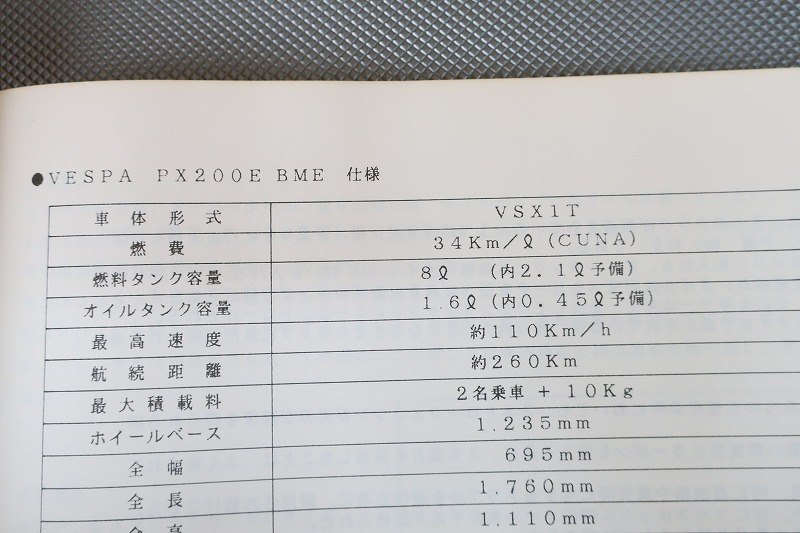 ●VESPA PX200E BME 仕様
車体形式 VSX1T
燃費 34Km/ℓ (CUNA)
燃料タンク容量 8ℓ (内2.1ℓ予備)
オイルタンク容量 1.6ℓ (内0.45ℓ予備)
最高速度 約110Km/h
航続距離 約260Km
最大積載料 2名乗車 + 10Kg
ホイールベース 1.235mm
全幅 695mm
全長 1.760mm
全高 1.110mm